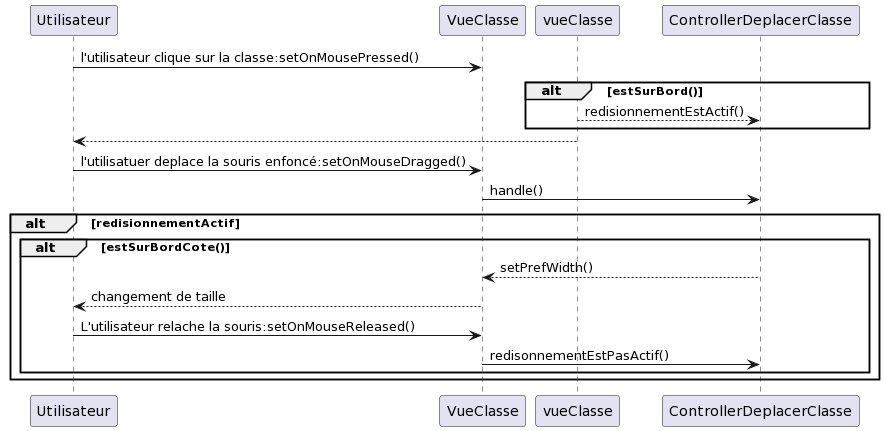 Utilisateur VueClasse vueClasse ControllerDeplacerClasse
l'utilisateur clique sur la classe:setOnMousePressed()
alt [estSurBord()]
redisionnementEstActif()
l'utilisatuer deplace la souris enfoncé:setOnMouseDragged()
handle()
alt [redisionnementActif]
alt [estSurBordCote()]
setPrefWidth()
changement de taille
L'utilisateur relache la souris:setOnMouseReleased()
redisonnementEstPasActif()
Utilisateur VueClasse vueClasse ControllerDeplacerClasse